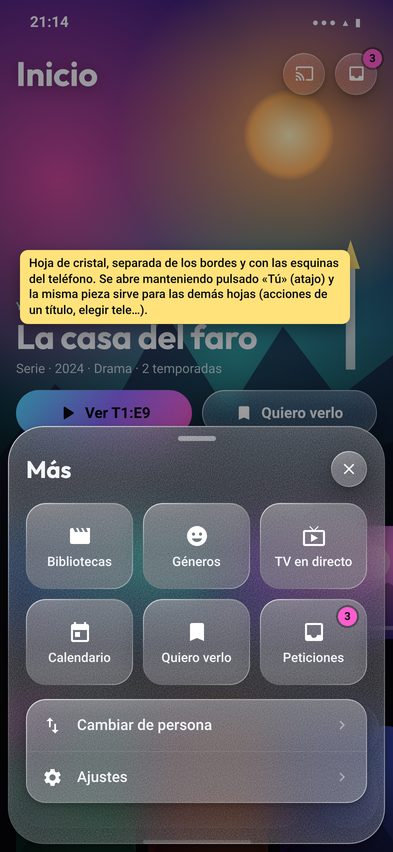 21:14
Inicio
3
Hoja de cristal, separada de los bordes y con las esquinas
del teléfono. Se abre manteniendo pulsado «Tú» (atajo) y
la misma pieza sirve para las demás hojas (acciones de
un título, elegir tele…).
La casa del faro
Serie · 2024 · Drama · 2 temporadas
Ver T1:E9
Quiero verlo
Más
Bibliotecas
Géneros
TV en directo
Calendario
Quiero verlo
3
Peticiones
Cambiar de persona
Ajustes